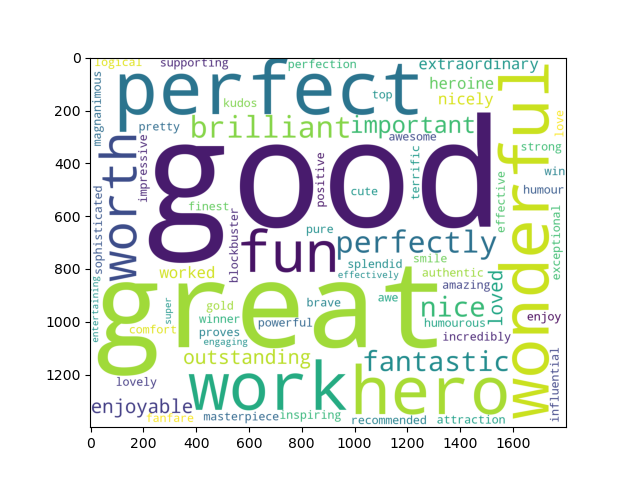 0
200
400
600
800
1000
1200
0
200
400
600
800
1000
1200
1400
1600
logical
supporting
perfection
extraordinary
perfect
top
heroine
nicely
kudos
magnanimous
pretty
brilliant
important
awesome
love
wonderful
strong
worth
impressive
good
positive
cute
terrific
effective
win
humour
finest
sophisticated
blockbuster
pure
fun
perfectly
exceptional
worked
splendid
smile
effectively
authentic
amazing
loved
entertaining
great
super
gold
winner
proves
engaging
comfort
powerful
brave
awe
nice
humourous
incredibly
enjoy
outstanding
fantastic
influential
lovely
work
hero
enjoyable
fanfare
masterpiece
inspiring
recommended
attraction